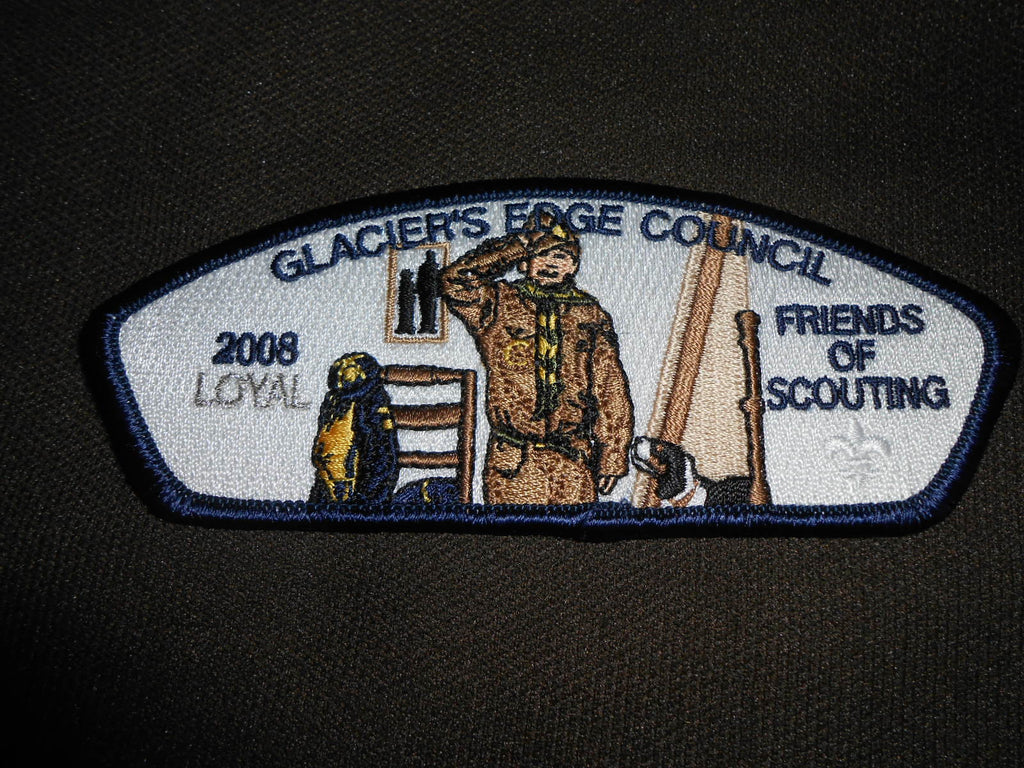 GLACIER'S EDGE COUNCIL
2008
LOYAL
FRIENDS
OF
SCOUTING